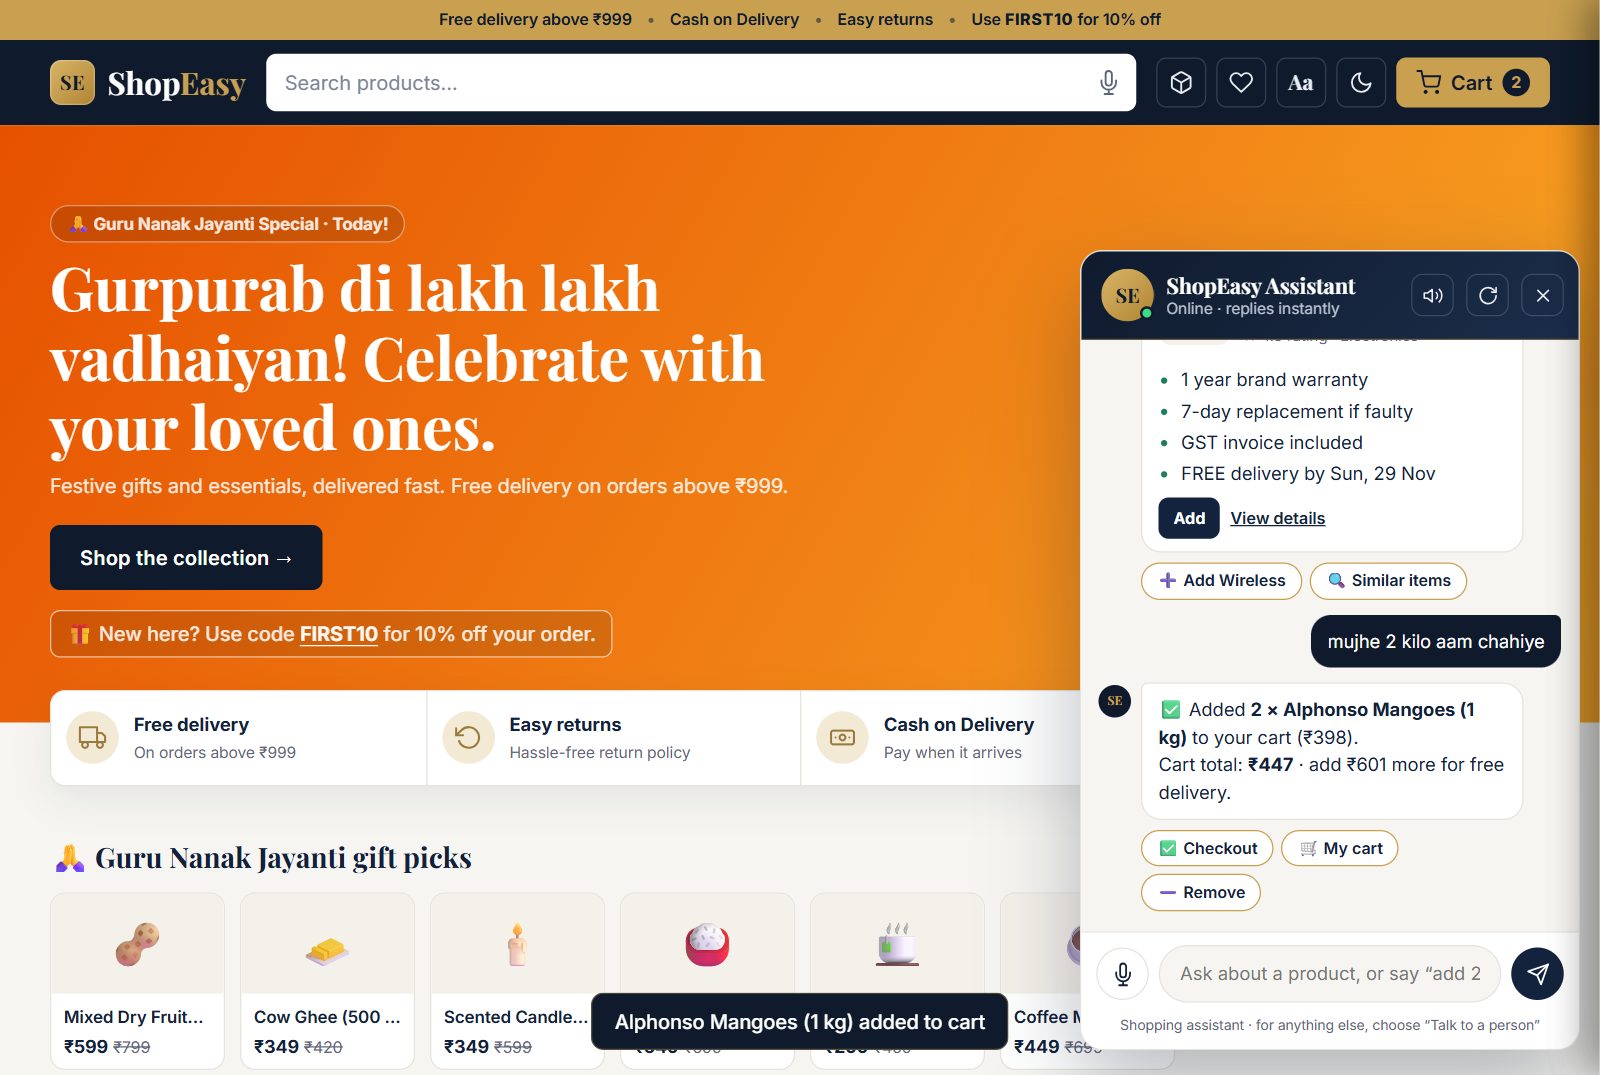 Free delivery above ₹999 • Cash on Delivery • Easy returns • Use FIRST10 for 10% off
SE ShopEasy
Search products...
Aa
Cart 2
🙏 Guru Nanak Jayanti Special · Today!
Gurpurab di lakh lakh
vadhaiyan! Celebrate with
your loved ones.
Festive gifts and essentials, delivered fast. Free delivery on orders above ₹999.
Shop the collection →
🎁 New here? Use code FIRST10 for 10% off your order.
Free delivery
On orders above ₹999
Easy returns
Hassle-free return policy
Cash on Delivery
Pay when it arrives
🙏 Guru Nanak Jayanti gift picks
Mixed Dry Fruit...
₹599 ₹799
Cow Ghee (500 ...
₹349 ₹420
Scented Candle...
₹349 ₹599
Alphonso Mangoes (1 kg) added to cart
Coffee M
₹449
SE
ShopEasy Assistant
Online · replies instantly
• 1 year brand warranty
• 7-day replacement if faulty
• GST invoice included
• FREE delivery by Sun, 29 Nov
Add View details
➕ Add Wireless
🔍 Similar items
mujhe 2 kilo aam chahiye
SE
✅ Added 2 × Alphonso Mangoes (1
kg) to your cart (₹398).
Cart total: ₹447 · add ₹601 more for free
delivery.
✅ Checkout
🛒 My cart
➖ Remove
Ask about a product, or say “add 2
Shopping assistant · for anything else, choose “Talk to a person”